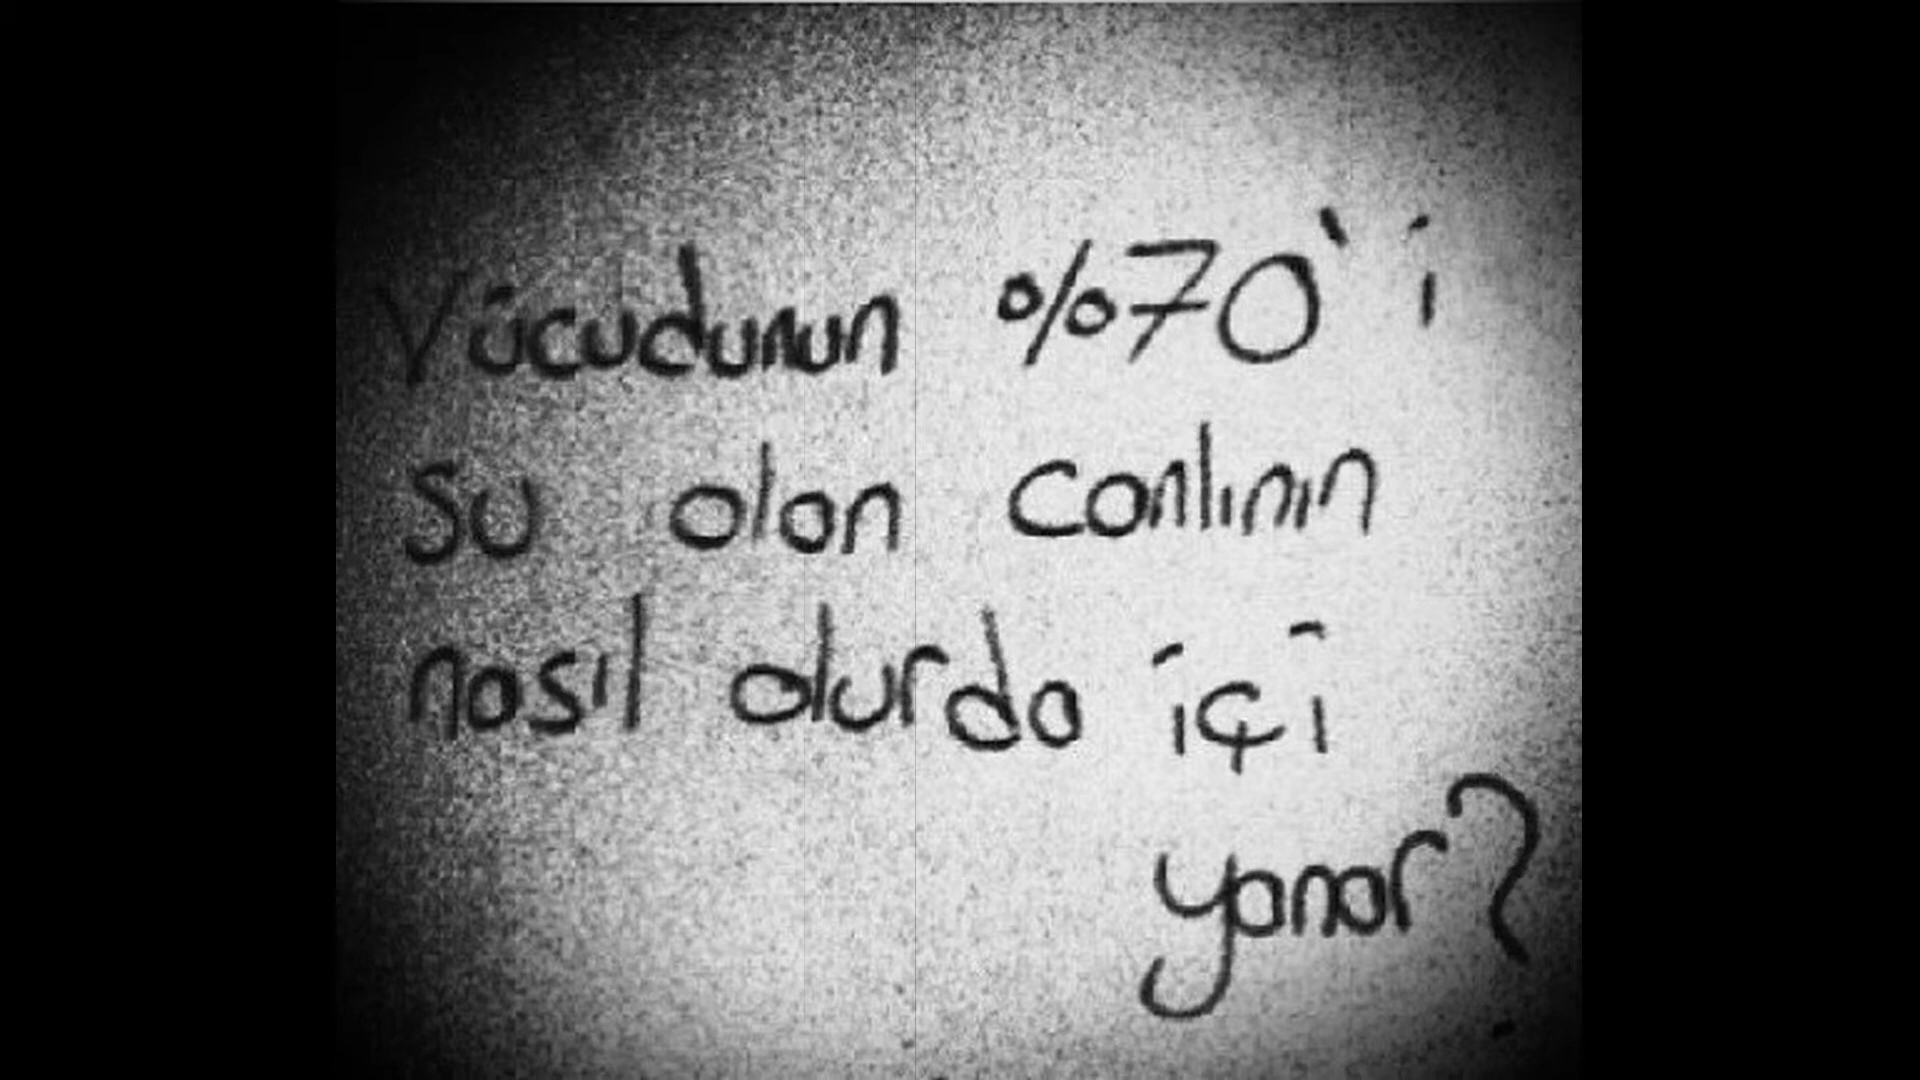 Vücudunun %70'i
su olan canlının
nasıl olurda içi
yanar?